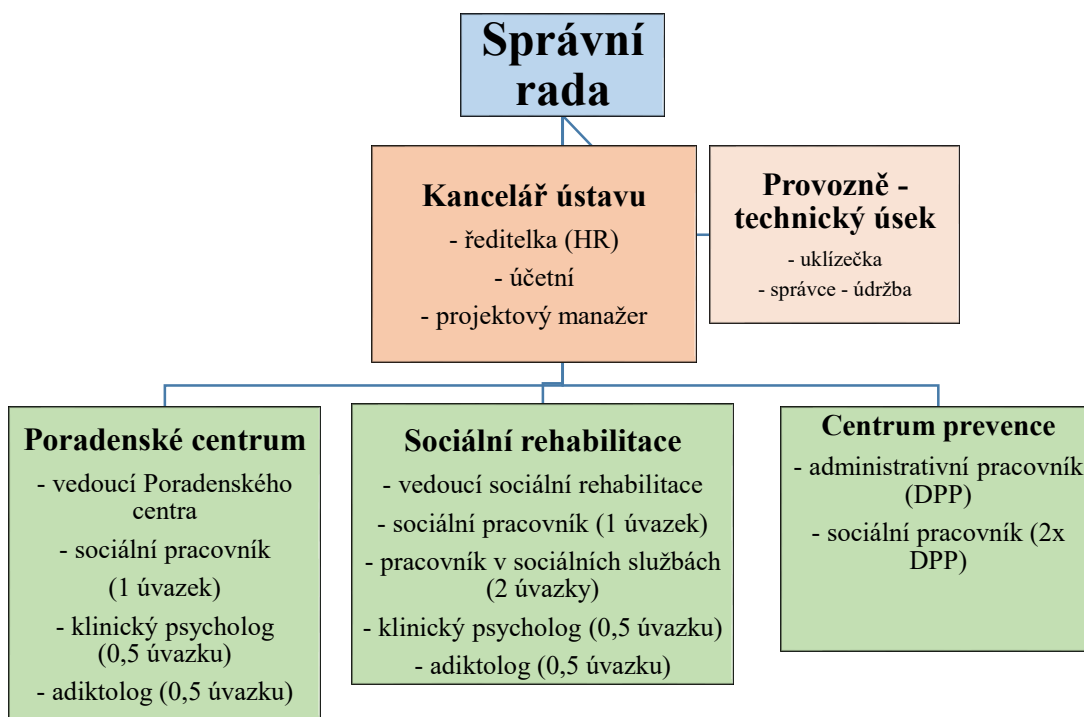 Správní
rada
Kancelář ústavu
- ředitelka (HR)
- účetní
- projektový manažer
Provozně -
technický úsek
- uklízečka
- správce - údržba
Poradenské centrum
- vedoucí Poradenského
centra
- sociální pracovník
(1 úvazek)
- klinický psycholog
(0,5 úvazku)
- adiktolog (0,5 úvazku)
Sociální rehabilitace
- vedoucí sociální rehabilitace
- sociální pracovník (1 úvazek)
- pracovník v sociálních službách
(2 úvazky)
- klinický psycholog (0,5 úvazku)
- adiktolog (0,5 úvazku)
Centrum prevence
- administrativní pracovník
(DPP)
- sociální pracovník (2x
DPP)